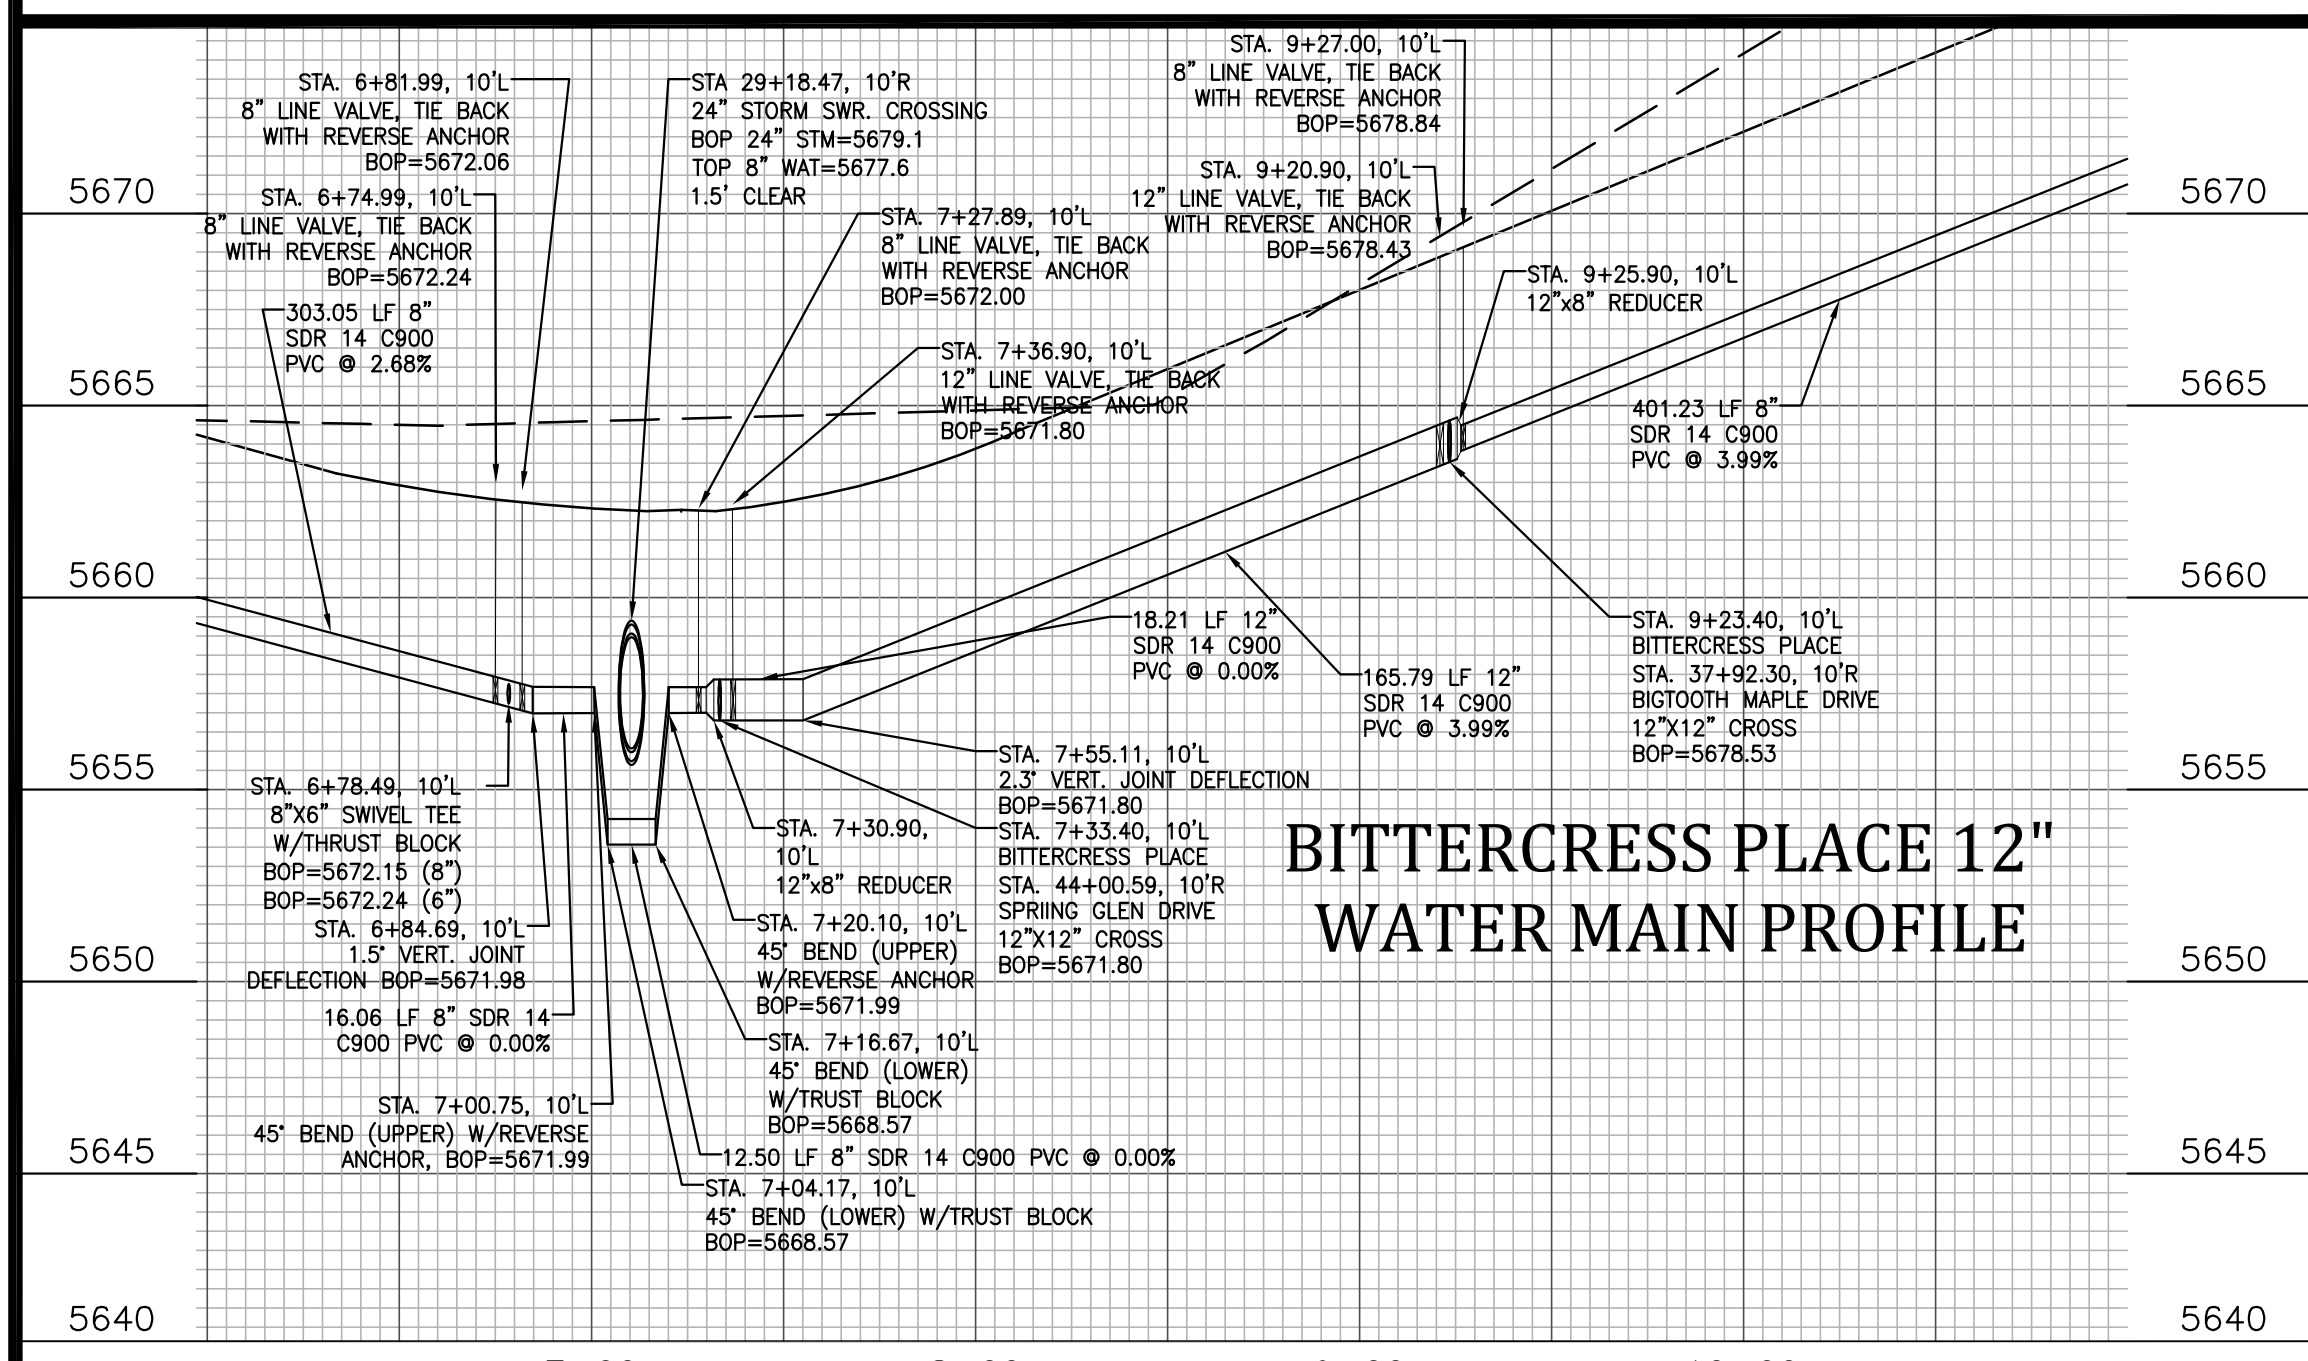 STA. 6+81.99, 10'L
8" LINE VALVE, TIE BACK
WITH REVERSE ANCHOR
BOP=5672.06
STA. 6+74.99, 10'L
8" LINE VALVE, TIE BACK
WITH REVERSE ANCHOR
BOP=5672.24
303.05 LF 8"
SDR 14 C900
PVC @ 2.68%
STA 29+18.47, 10'R
24" STORM SWR. CROSSING
BOP 24" STM=5679.1
TOP 8" WAT=5677.6
1.5' CLEAR
STA. 7+27.89, 10'L
8" LINE VALVE, TIE BACK
WITH REVERSE ANCHOR
BOP=5672.00
STA. 7+36.90, 10'L
12" LINE VALVE, TIE BACK
WITH REVERSE ANCHOR
BOP=5671.80
STA. 9+27.00, 10'L
8" LINE VALVE, TIE BACK
WITH REVERSE ANCHOR
BOP=5678.84
STA. 9+20.90, 10'L
12" LINE VALVE, TIE BACK
WITH REVERSE ANCHOR
BOP=5678.43
STA. 9+25.90, 10'L
12"x8" REDUCER
401.23 LF 8"
SDR 14 C900
PVC @ 3.99%
5670
5665
5660
5655
5650
5645
5640
5670
5665
5660
5655
5650
5645
5640
18.21 LF 12"
SDR 14 C900
PVC @ 0.00%
165.79 LF 12"
SDR 14 C900
PVC @ 3.99%
STA. 9+23.40, 10'L
BITTERCRESS PLACE
STA. 37+92.30, 10'R
BIGTOOTH MAPLE DRIVE
12"X12" CROSS
BOP=5678.53
STA. 6+78.49, 10'L
8"X6" SWIVEL TEE
W/THRUST BLOCK
BOP=5672.15 (8")
BOP=5672.24 (6")
STA. 6+84.69, 10'L
1.5° VERT. JOINT
DEFLECTION BOP=5671.98
16.06 LF 8" SDR 14
C900 PVC @ 0.00%
STA. 7+00.75, 10'L
45° BEND (UPPER) W/REVERSE
ANCHOR, BOP=5671.99
STA. 7+55.11, 10'L
2.3° VERT. JOINT DEFLECTION
BOP=5671.80
STA. 7+33.40, 10'L
BITTERCRESS PLACE
STA. 44+00.59, 10'R
SPRIING GLEN DRIVE
12"X12" CROSS
BOP=5671.80
STA. 7+30.90,
10'L
12"x8" REDUCER
STA. 7+20.10, 10'L
45° BEND (UPPER)
W/REVERSE ANCHOR
BOP=5671.99
STA. 7+16.67, 10'L
45° BEND (LOWER)
W/TRUST BLOCK
BOP=5668.57
12.50 LF 8" SDR 14 C900 PVC @ 0.00%
STA. 7+04.17, 10'L
45° BEND (LOWER) W/TRUST BLOCK
BOP=5668.57
BITTERCRESS PLACE 12"
WATER MAIN PROFILE